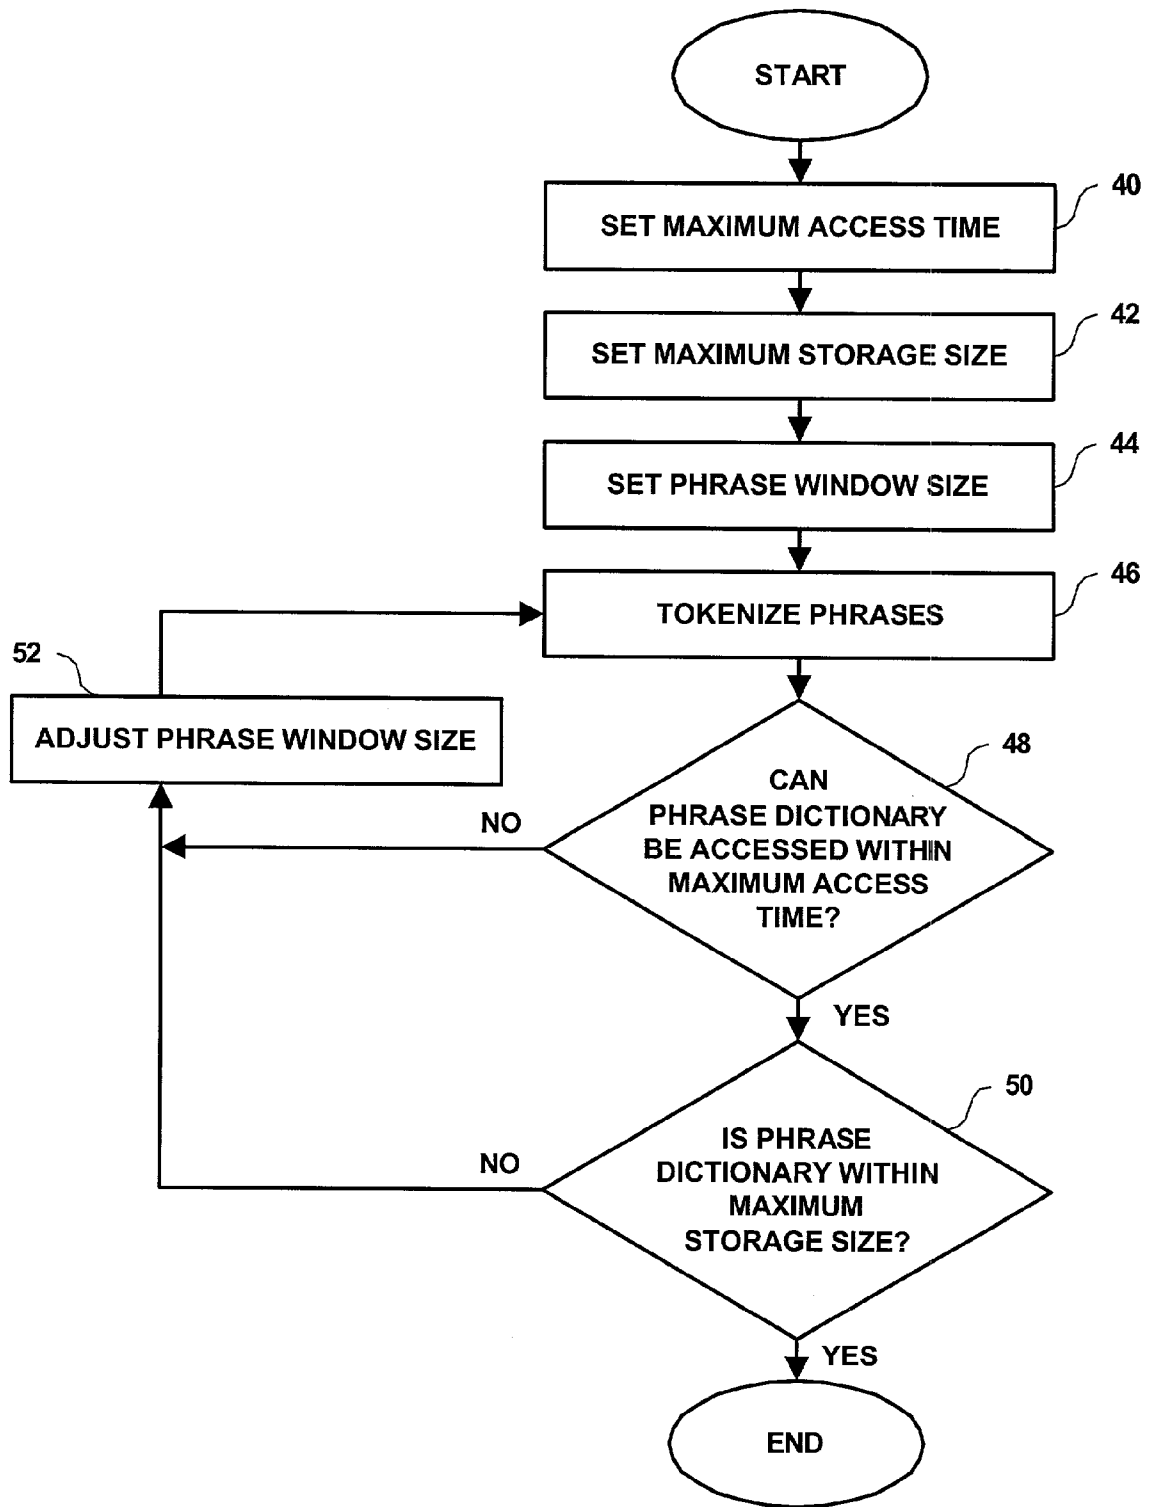 START
40
SET MAXIMUM ACCESS TIME
42
SET MAXIMUM STORAGE SIZE
44
SET PHRASE WINDOW SIZE
46
TOKENIZE PHRASES
52
ADJUST PHRASE WINDOW SIZE
48
CAN
PHRASE DICTIONARY
BE ACCESSED WITHIN
MAXIMUM ACCESS
TIME?
NO
YES
50
IS PHRASE
DICTIONARY WITHIN
MAXIMUM
STORAGE SIZE?
NO
YES
END